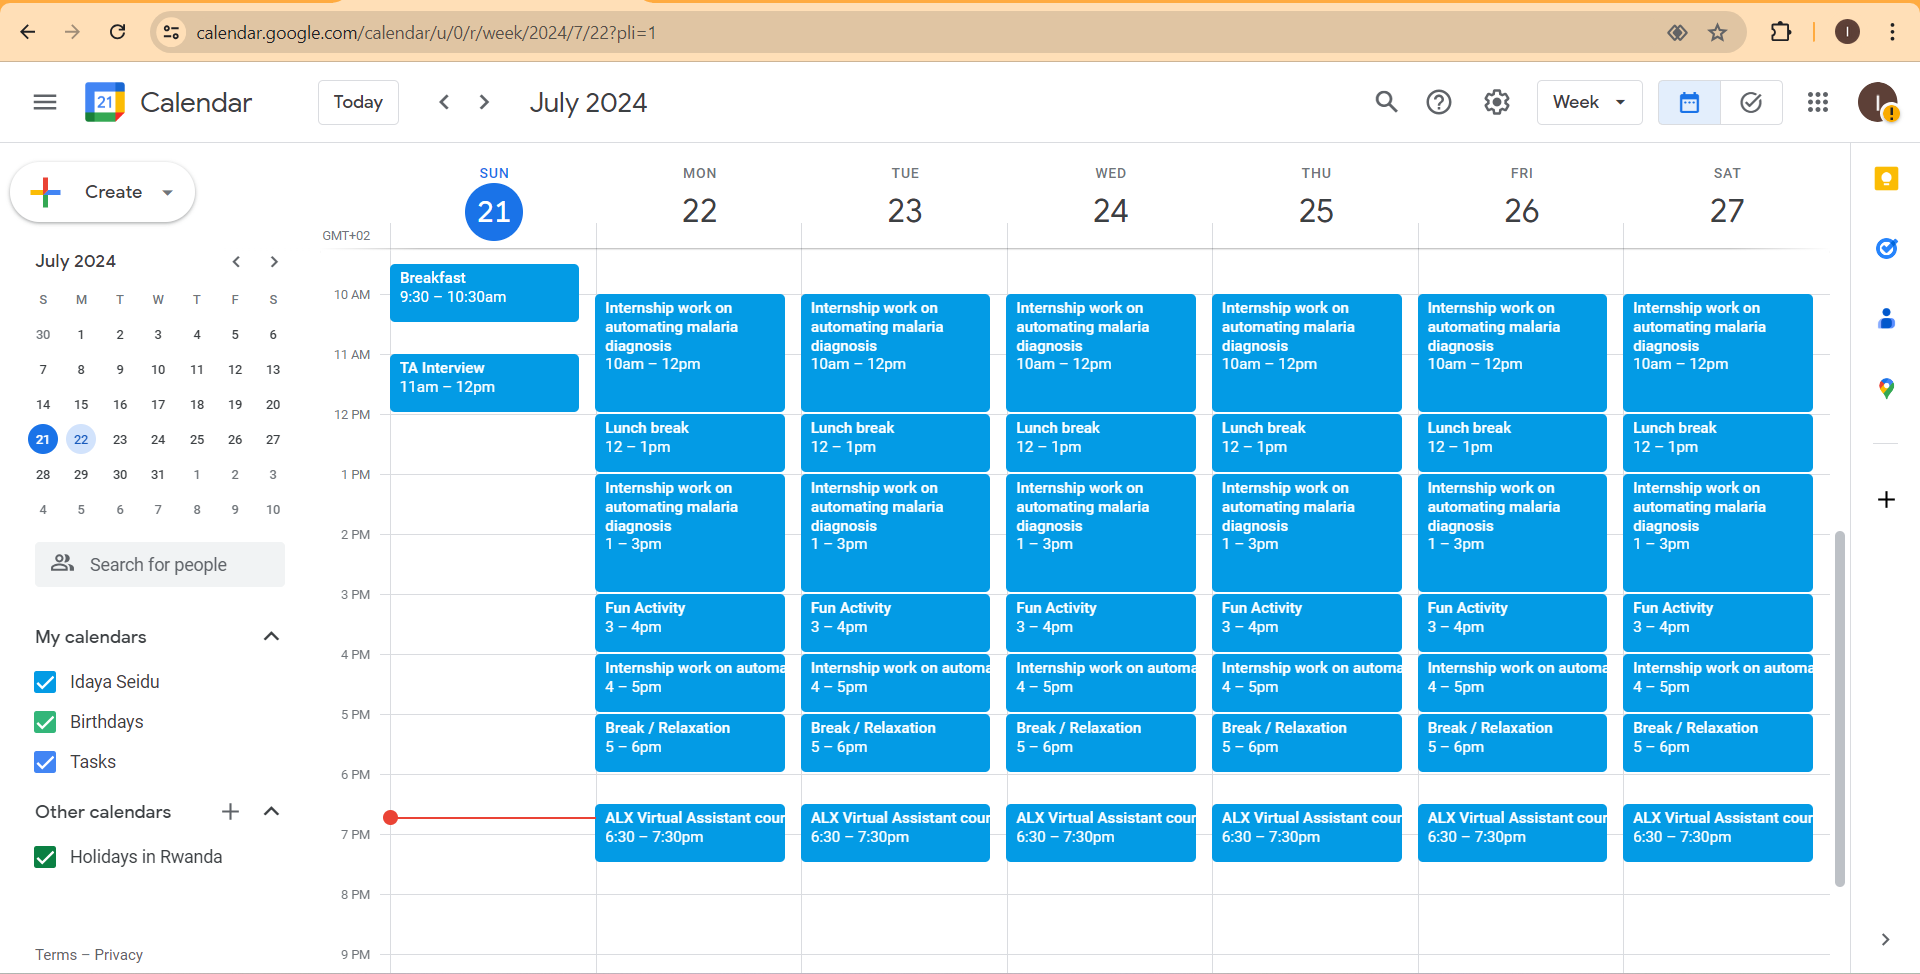 calendar.google.com/calendar/u/0/r/week/2024/7/22?pli=1
I
21
Calendar
Today
July 2024
Week
I
Create
July 2024
S M T W T F S
30 1 2 3 4 5 6
7 8 9 10 11 12 13
14 15 16 17 18 19 20
21 22 23 24 25 26 27
28 29 30 31 1 2 3
4 5 6 7 8 9 10
Search for people
My calendars
Idaya Seidu
Birthdays
Tasks
Other calendars
Holidays in Rwanda
Terms – Privacy
SUN MON TUE WED THU FRI SAT
21 22 23 24 25 26 27
GMT+02
10 AM
11 AM
12 PM
1 PM
2 PM
3 PM
4 PM
5 PM
6 PM
7 PM
8 PM
9 PM
Breakfast
9:30 – 10:30am
TA Interview
11am – 12pm
Internship work on
automating malaria
diagnosis
10am – 12pm
Lunch break
12 – 1pm
Internship work on
automating malaria
diagnosis
1 – 3pm
Fun Activity
3 – 4pm
Internship work on automa
4 – 5pm
Break / Relaxation
5 – 6pm
ALX Virtual Assistant cour
6:30 – 7:30pm
Internship work on
automating malaria
diagnosis
10am – 12pm
Lunch break
12 – 1pm
Internship work on
automating malaria
diagnosis
1 – 3pm
Fun Activity
3 – 4pm
Internship work on automa
4 – 5pm
Break / Relaxation
5 – 6pm
ALX Virtual Assistant cour
6:30 – 7:30pm
Internship work on
automating malaria
diagnosis
10am – 12pm
Lunch break
12 – 1pm
Internship work on
automating malaria
diagnosis
1 – 3pm
Fun Activity
3 – 4pm
Internship work on automa
4 – 5pm
Break / Relaxation
5 – 6pm
ALX Virtual Assistant cour
6:30 – 7:30pm
Internship work on
automating malaria
diagnosis
10am – 12pm
Lunch break
12 – 1pm
Internship work on
automating malaria
diagnosis
1 – 3pm
Fun Activity
3 – 4pm
Internship work on automa
4 – 5pm
Break / Relaxation
5 – 6pm
ALX Virtual Assistant cour
6:30 – 7:30pm
Internship work on
automating malaria
diagnosis
10am – 12pm
Lunch break
12 – 1pm
Internship work on
automating malaria
diagnosis
1 – 3pm
Fun Activity
3 – 4pm
Internship work on automa
4 – 5pm
Break / Relaxation
5 – 6pm
ALX Virtual Assistant cour
6:30 – 7:30pm
Internship work on
automating malaria
diagnosis
10am – 12pm
Lunch break
12 – 1pm
Internship work on
automating malaria
diagnosis
1 – 3pm
Fun Activity
3 – 4pm
Internship work on automa
4 – 5pm
Break / Relaxation
5 – 6pm
ALX Virtual Assistant cour
6:30 – 7:30pm